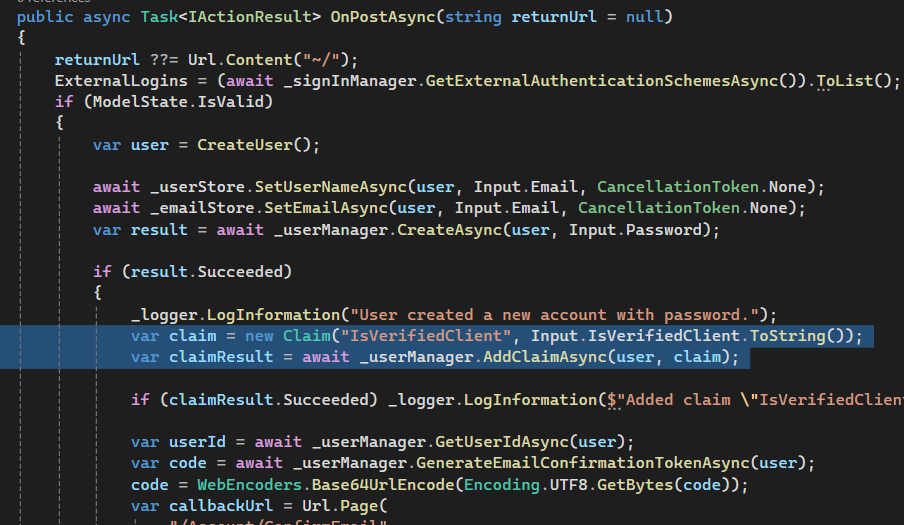 0 references
public async Task<IActionResult> OnPostAsync(string returnUrl = null)
{
returnUrl ??= Url.Content("~/");
ExternalLogins = (await _signInManager.GetExternalAuthenticationSchemesAsync()).ToList();
if (ModelState.IsValid)
{
var user = CreateUser();
await _userStore.SetUserNameAsync(user, Input.Email, CancellationToken.None);
await _emailStore.SetEmailAsync(user, Input.Email, CancellationToken.None);
var result = await _userManager.CreateAsync(user, Input.Password);
if (result.Succeeded)
{
_logger.LogInformation("User created a new account with password.");
var claim = new Claim("IsVerifiedClient", Input.IsVerifiedClient.ToString());
var claimResult = await _userManager.AddClaimAsync(user, claim);
if (claimResult.Succeeded) _logger.LogInformation($"Added claim \"IsVerifiedClient
var userId = await _userManager.GetUserIdAsync(user);
var code = await _userManager.GenerateEmailConfirmationTokenAsync(user);
code = WebEncoders.Base64UrlEncode(Encoding.UTF8.GetBytes(code));
var callbackUrl = Url.Page(
"/Account/ConfirmEmail"